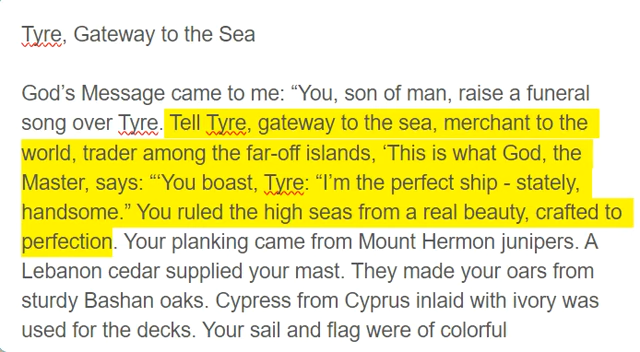 Tyre, Gateway to the Sea
God’s Message came to me: “You, son of man, raise a funeral
song over Tyre. Tell Tyre, gateway to the sea, merchant to the
world, trader among the far-off islands, ‘This is what God, the
Master, says: “‘You boast, Tyre: “I’m the perfect ship - stately,
handsome.” You ruled the high seas from a real beauty, crafted to
perfection. Your planking came from Mount Hermon junipers. A
Lebanon cedar supplied your mast. They made your oars from
sturdy Bashan oaks. Cypress from Cyprus inlaid with ivory was
used for the decks. Your sail and flag were of colorful